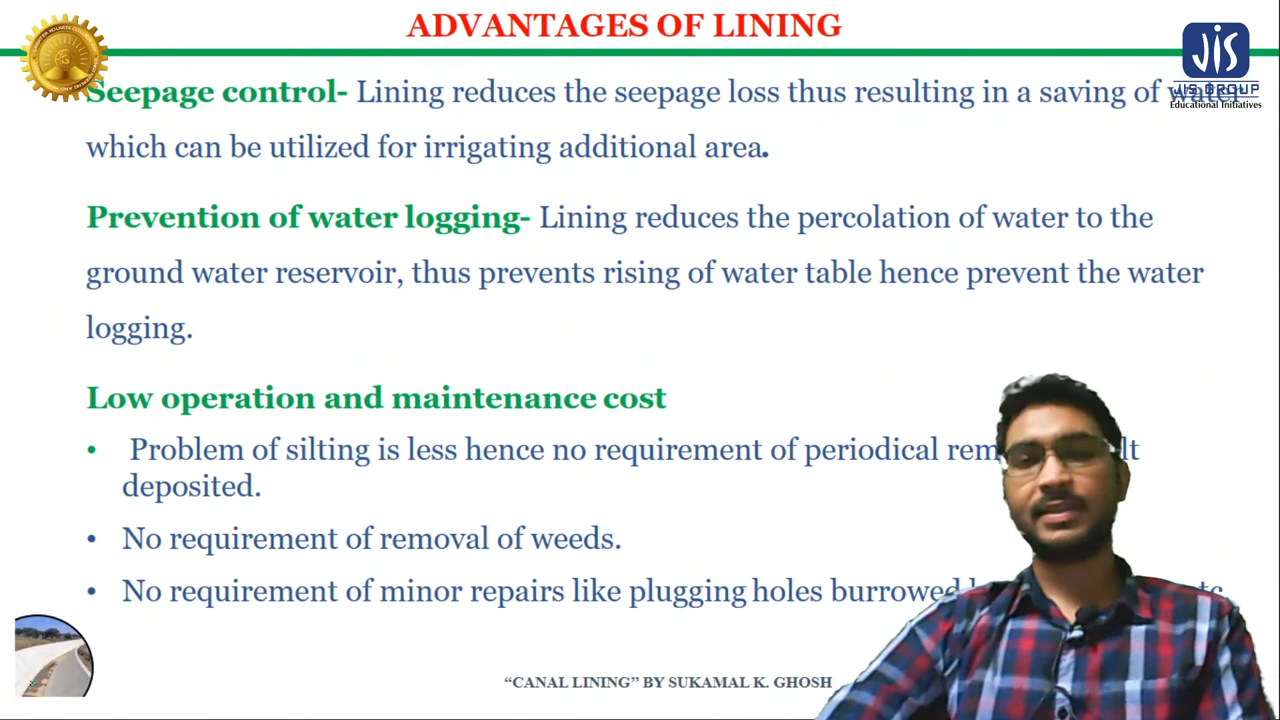 ADVANTAGES OF LINING
JIS
JIS GROUP
Educational Initiatives
Seepage control- Lining reduces the seepage loss thus resulting in a saving of water
which can be utilized for irrigating additional area.
Prevention of water logging- Lining reduces the percolation of water to the
ground water reservoir, thus prevents rising of water table hence prevent the water
logging.
Low operation and maintenance cost
• Problem of silting is less hence no requirement of periodical
deposited.
• No requirement of removal of weeds.
• No requirement of minor repairs like plugging holes burrowed
“CANAL LINING” BY SUKAMAL K. GHOSH